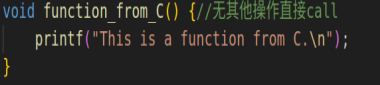 void function_from_C() {//无其他操作直接call
    printf("This is a function from C.\n");
}